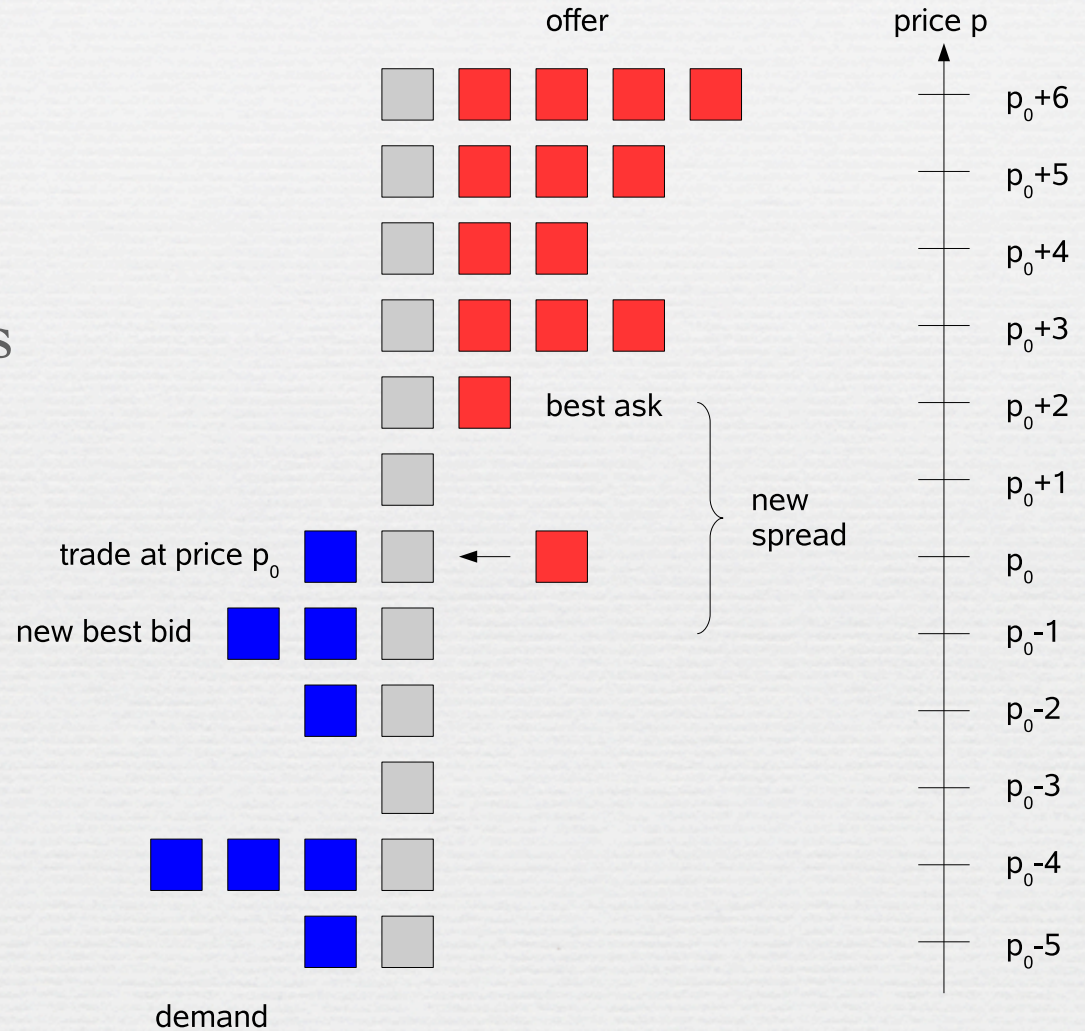 offer
price p
p₀+6
p₀+5
p₀+4
s
p₀+3
best ask
p₀+2
p₀+1
new
spread
trade at price p₀
p₀
new best bid
p₀-1
p₀-2
p₀-3
p₀-4
p₀-5
demand